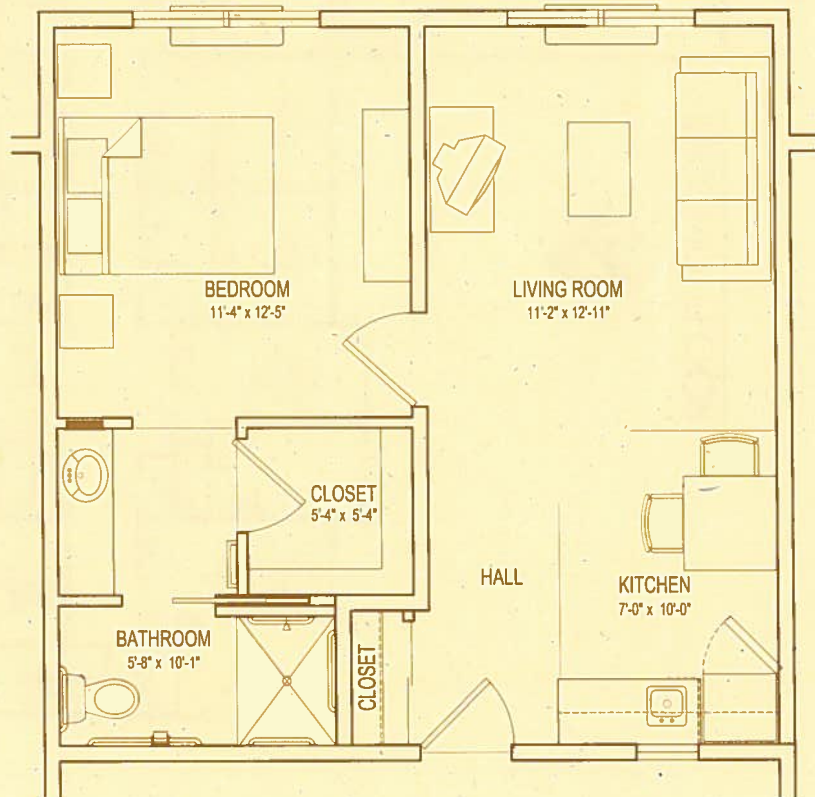 BEDROOM
11'-4" x 12'-5"
LIVING ROOM
11'-2" x 12'-11"
CLOSET
5'-4" x 5'-4"
HALL
KITCHEN
7'-0" x 10'-0"
BATHROOM
5'-8" x 10'-1"
CLOSET